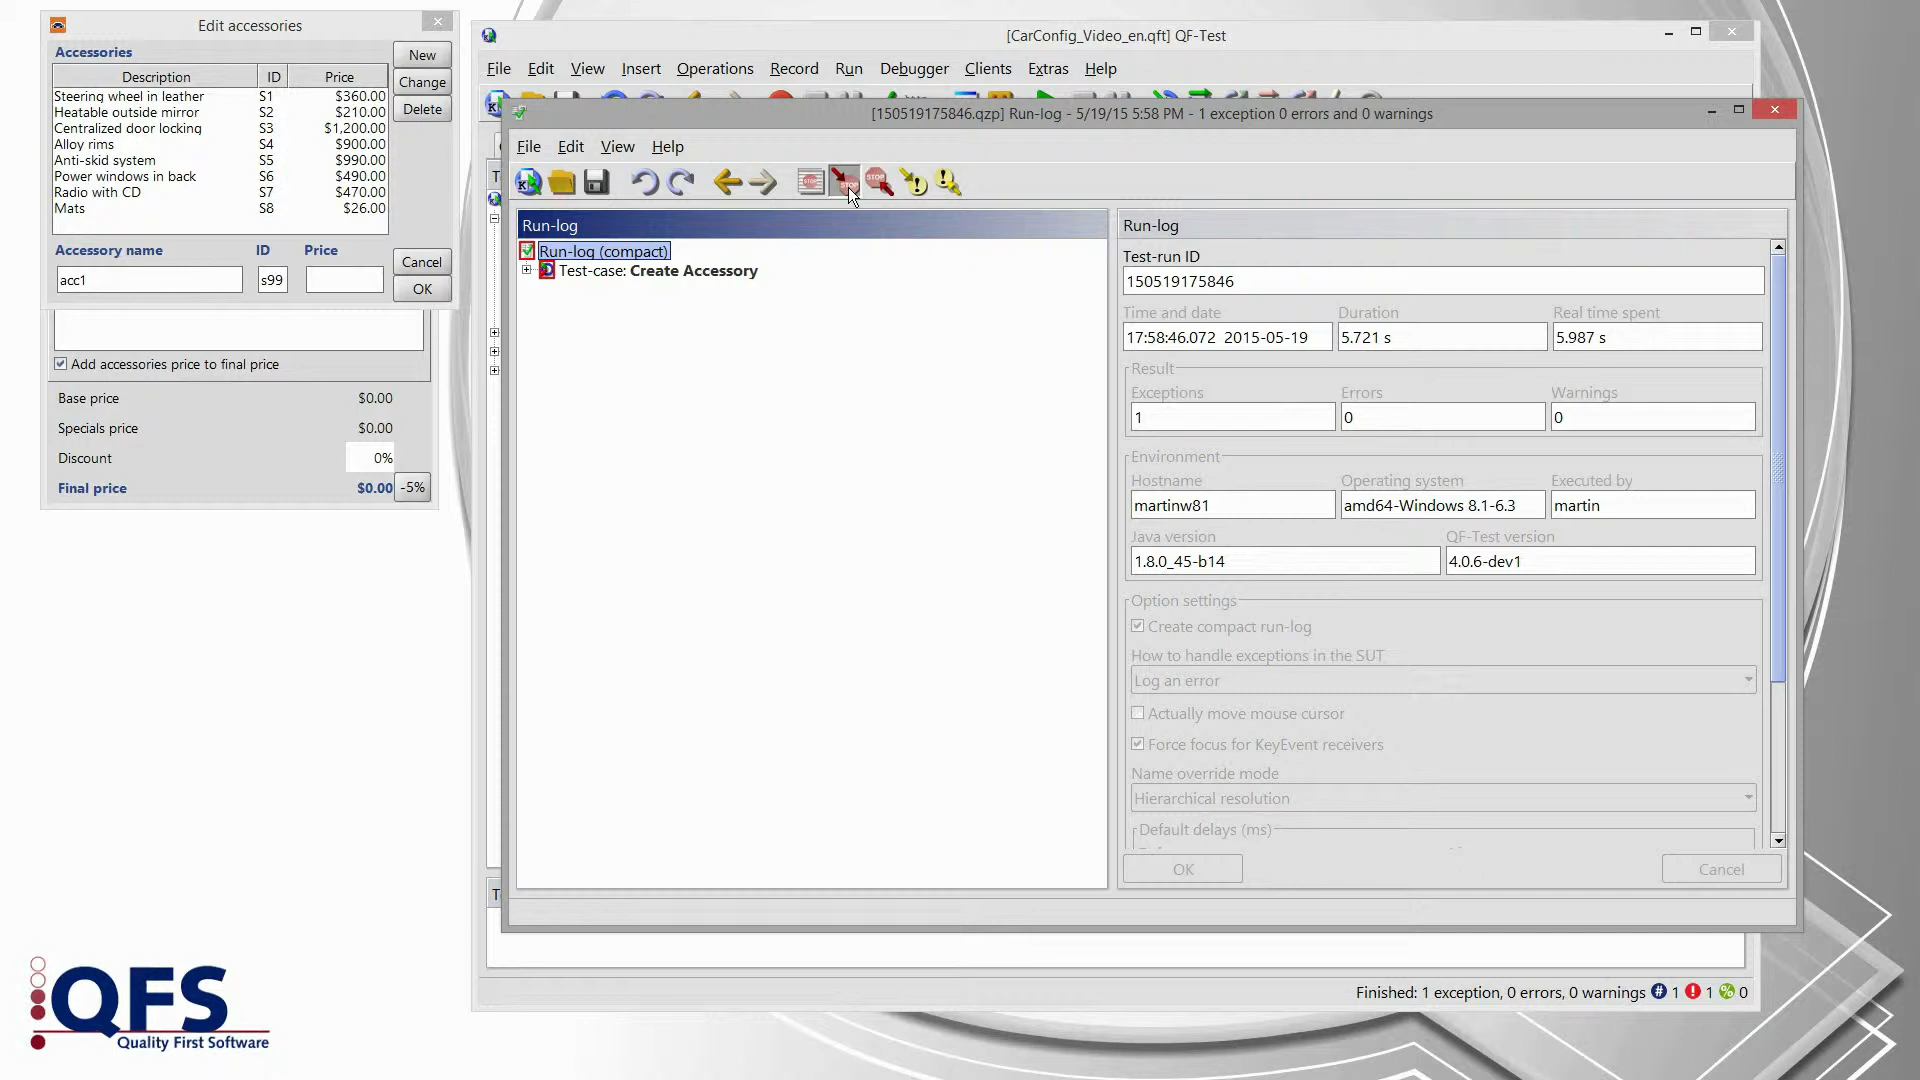 Edit accessories
Accessories
Description ID Price
Steering wheel in leather S1 $360.00
Heatable outside mirror S2 $210.00
Centralized door locking S3 $1,200.00
Alloy rims S4 $900.00
Anti-skid system S5 $990.00
Power windows in back S6 $490.00
Radio with CD S7 $470.00
Mats S8 $26.00
New
Change
Delete
Accessory name ID Price
acc1 s99
Cancel
OK
Add accessories price to final price
Base price $0.00
Specials price $0.00
Discount 0%
Final price $0.00 -5%
[CarConfig_Video_en.qft] QF-Test
File Edit View Insert Operations Record Run Debugger Clients Extras Help
[150519175846.qzp] Run-log - 5/19/15 5:58 PM - 1 exception 0 errors and 0 warnings
File Edit View Help
Run-log
Run-log (compact)
Test-case: Create Accessory
Run-log
Test-run ID
150519175846
Time and date Duration Real time spent
17:58:46.072 2015-05-19 5.721 s 5.987 s
Result
Exceptions Errors Warnings
1 0 0
Environment
Hostname Operating system Executed by
martinw81 amd64-Windows 8.1-6.3 martin
Java version QF-Test version
1.8.0_45-b14 4.0.6-dev1
Option settings
Create compact run-log
How to handle exceptions in the SUT
Log an error
Actually move mouse cursor
Force focus for KeyEvent receivers
Name override mode
Hierarchical resolution
Default delays (ms)
OK Cancel
Finished: 1 exception, 0 errors, 0 warnings 1 1 0
QFS
Quality First Software